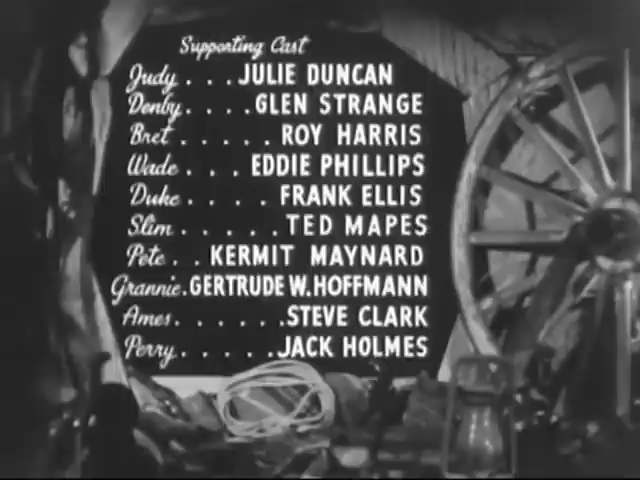 Supporting Cast
Judy . . . JULIE DUNCAN
Denby. . . . GLEN STRANGE
Bret . . . . . ROY HARRIS
Wade . . . EDDIE PHILLIPS
Duke . . . . . FRANK ELLIS
Slim . . . . . TED MAPES
Pete . . KERMIT MAYNARD
Grannie.GERTRUDE W. HOFFMANN
Ames. . . . . . .STEVE CLARK
Perry. . . . . .JACK HOLMES